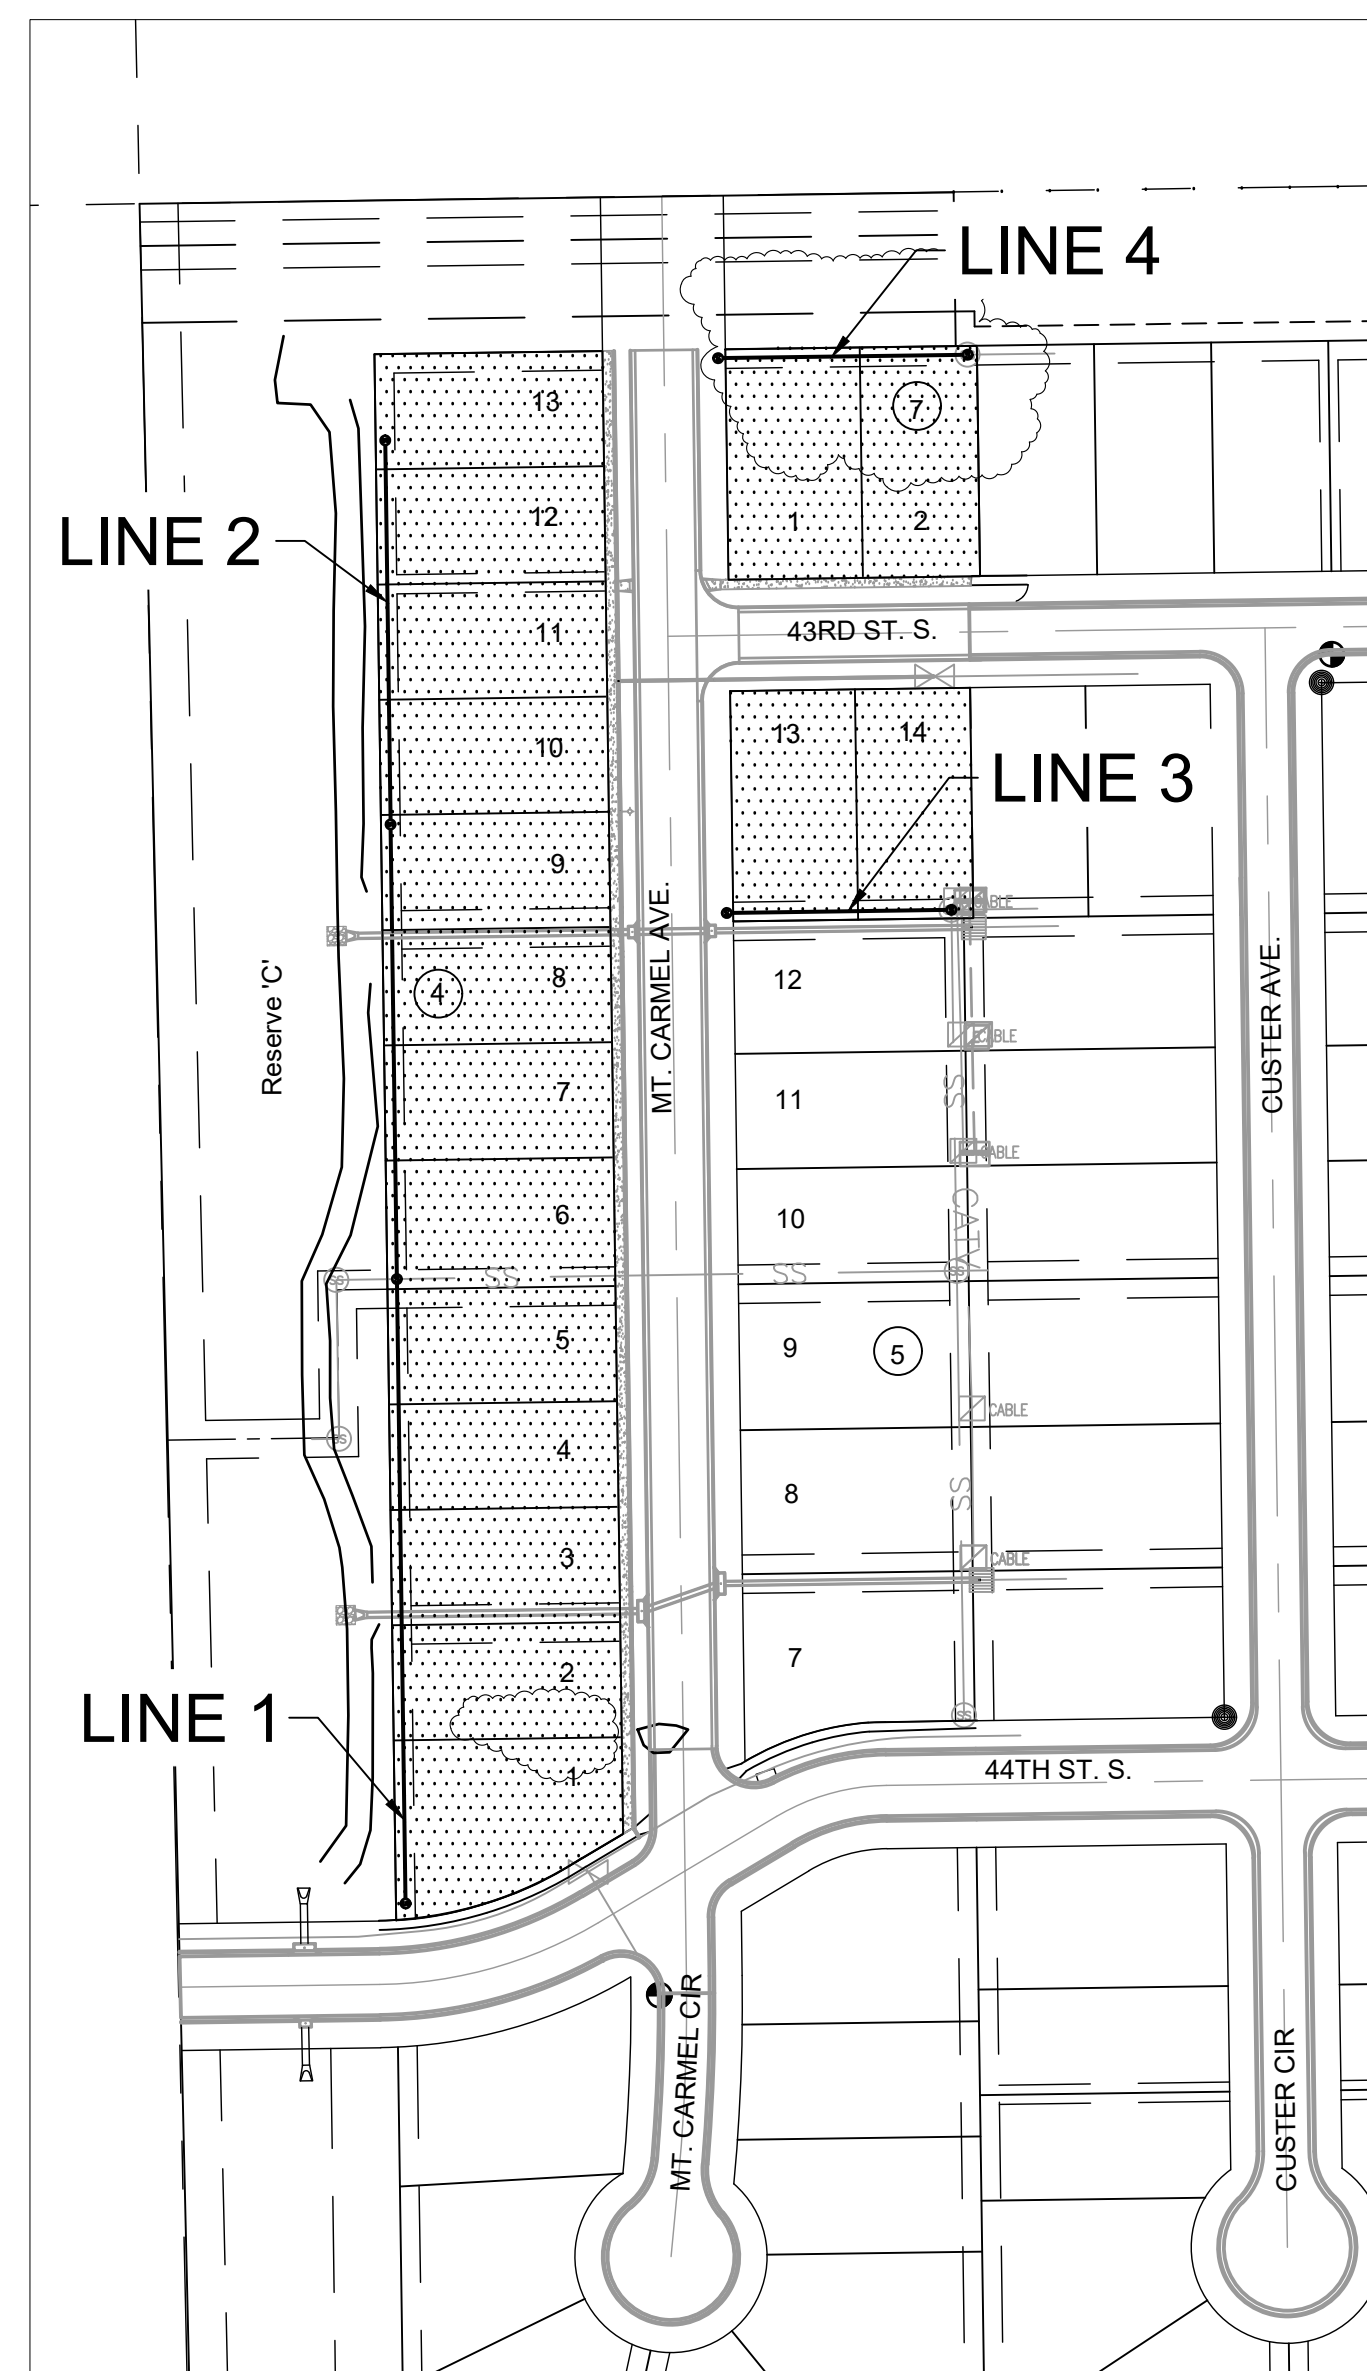 LINE 4
13
7
12
1
2
LINE 2
11
43RD ST. S.
10
13
14
LINE 3
9
CABLE
MT. CARMEL AVE.
8
4
12
Reserve 'C'
CUSTER AVE.
CABLE
7
11
SS
CABLE
6
10
CATV
SS
SS
SS
SS
5
9
5
CABLE
SS
4
8
SS
3
CABLE
2
7
LINE 1
SS
1
44TH ST. S.
MT. CARMEL CIR
CUSTER CIR